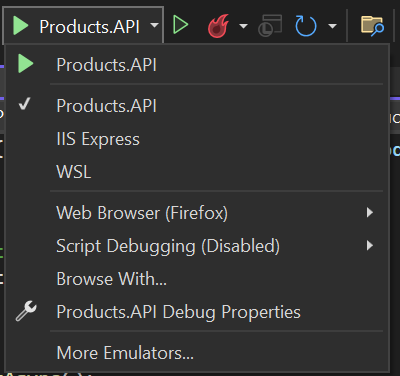 Products.API
Products.API
Products.API
IIS Express
WSL
Web Browser (Firefox)
Script Debugging (Disabled)
Browse With...
Products.API Debug Properties
More Emulators...